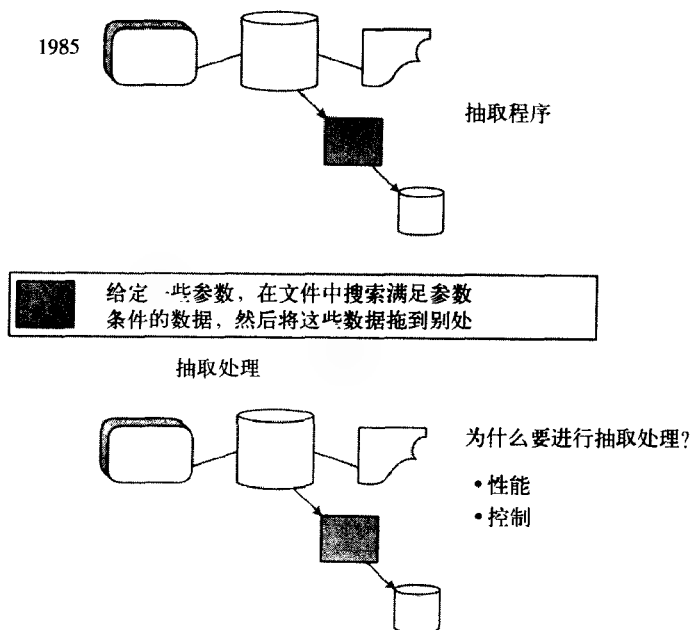 1985
抽取程序
给定一些参数，在文件中搜索满足参数
条件的数据，然后将这些数据拖到别处
抽取处理
为什么要进行抽取处理？
•性能
•控制